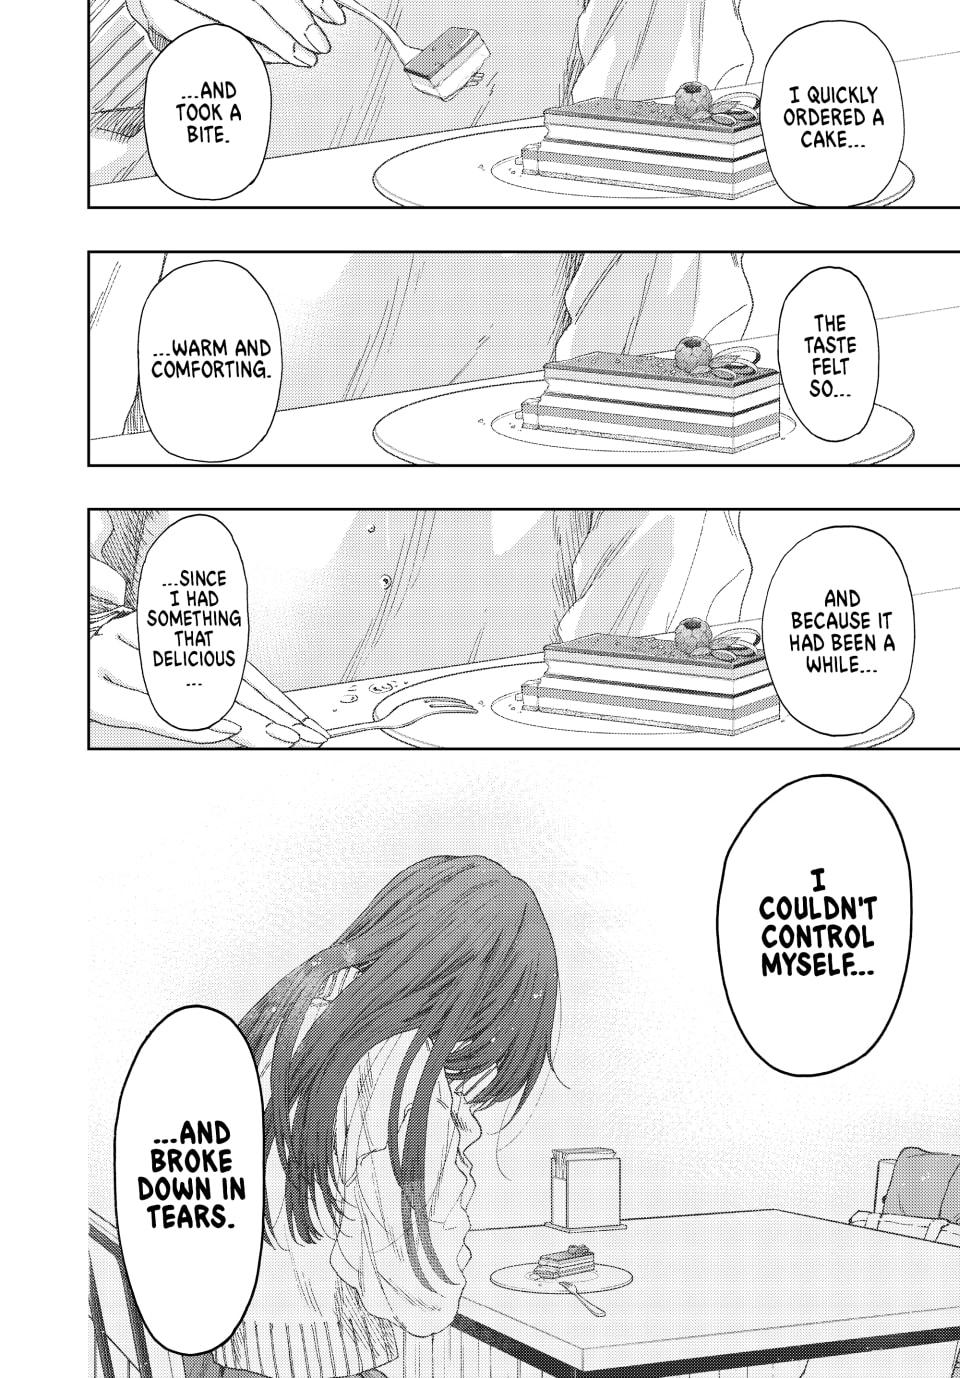 I QUICKLY
ORDERED A
CAKE...
...AND
TOOK A
BITE.
THE
TASTE
FELT
SO...
...WARM AND
COMFORTING.
AND
BECAUSE IT
HAD BEEN A
WHILE...
...SINCE
I HAD
SOMETHING
THAT
DELICIOUS
...
I
COULDN'T
CONTROL
MYSELF...
...AND
BROKE
DOWN IN
TEARS.